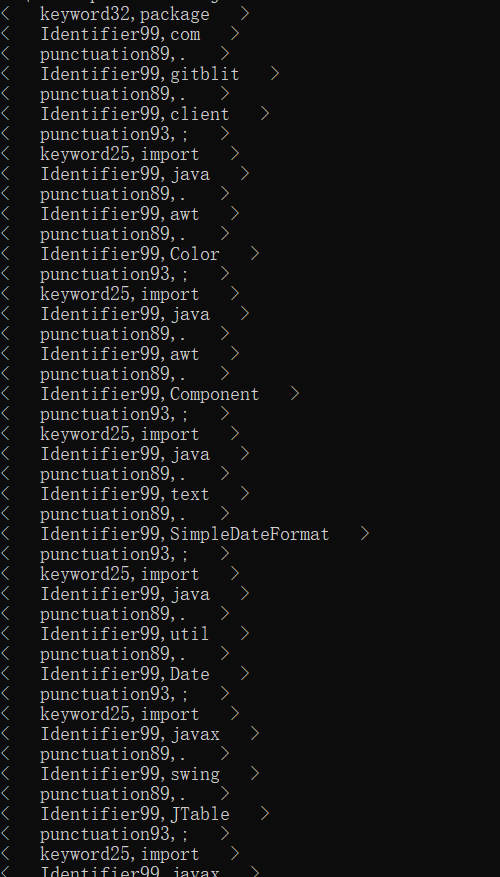 < keyword32,package >
< Identifier99,com >
< punctuation89,. >
< Identifier99,gitblit >
< punctuation89,. >
< Identifier99,client >
< punctuation93,; >
< keyword25,import >
< Identifier99,java >
< punctuation89,. >
< Identifier99,awt >
< punctuation89,. >
< Identifier99,Color >
< punctuation93,; >
< keyword25,import >
< Identifier99,java >
< punctuation89,. >
< Identifier99,awt >
< punctuation89,. >
< Identifier99,Component >
< punctuation93,; >
< keyword25,import >
< Identifier99,java >
< punctuation89,. >
< Identifier99,text >
< punctuation89,. >
< Identifier99,SimpleDateFormat >
< punctuation93,; >
< keyword25,import >
< Identifier99,java >
< punctuation89,. >
< Identifier99,util >
< punctuation89,. >
< Identifier99,Date >
< punctuation93,; >
< keyword25,import >
< Identifier99,javax >
< punctuation89,. >
< Identifier99,swing >
< punctuation89,. >
< Identifier99,JTable >
< punctuation93,; >
< keyword25,import >
< Identifier99,javax >